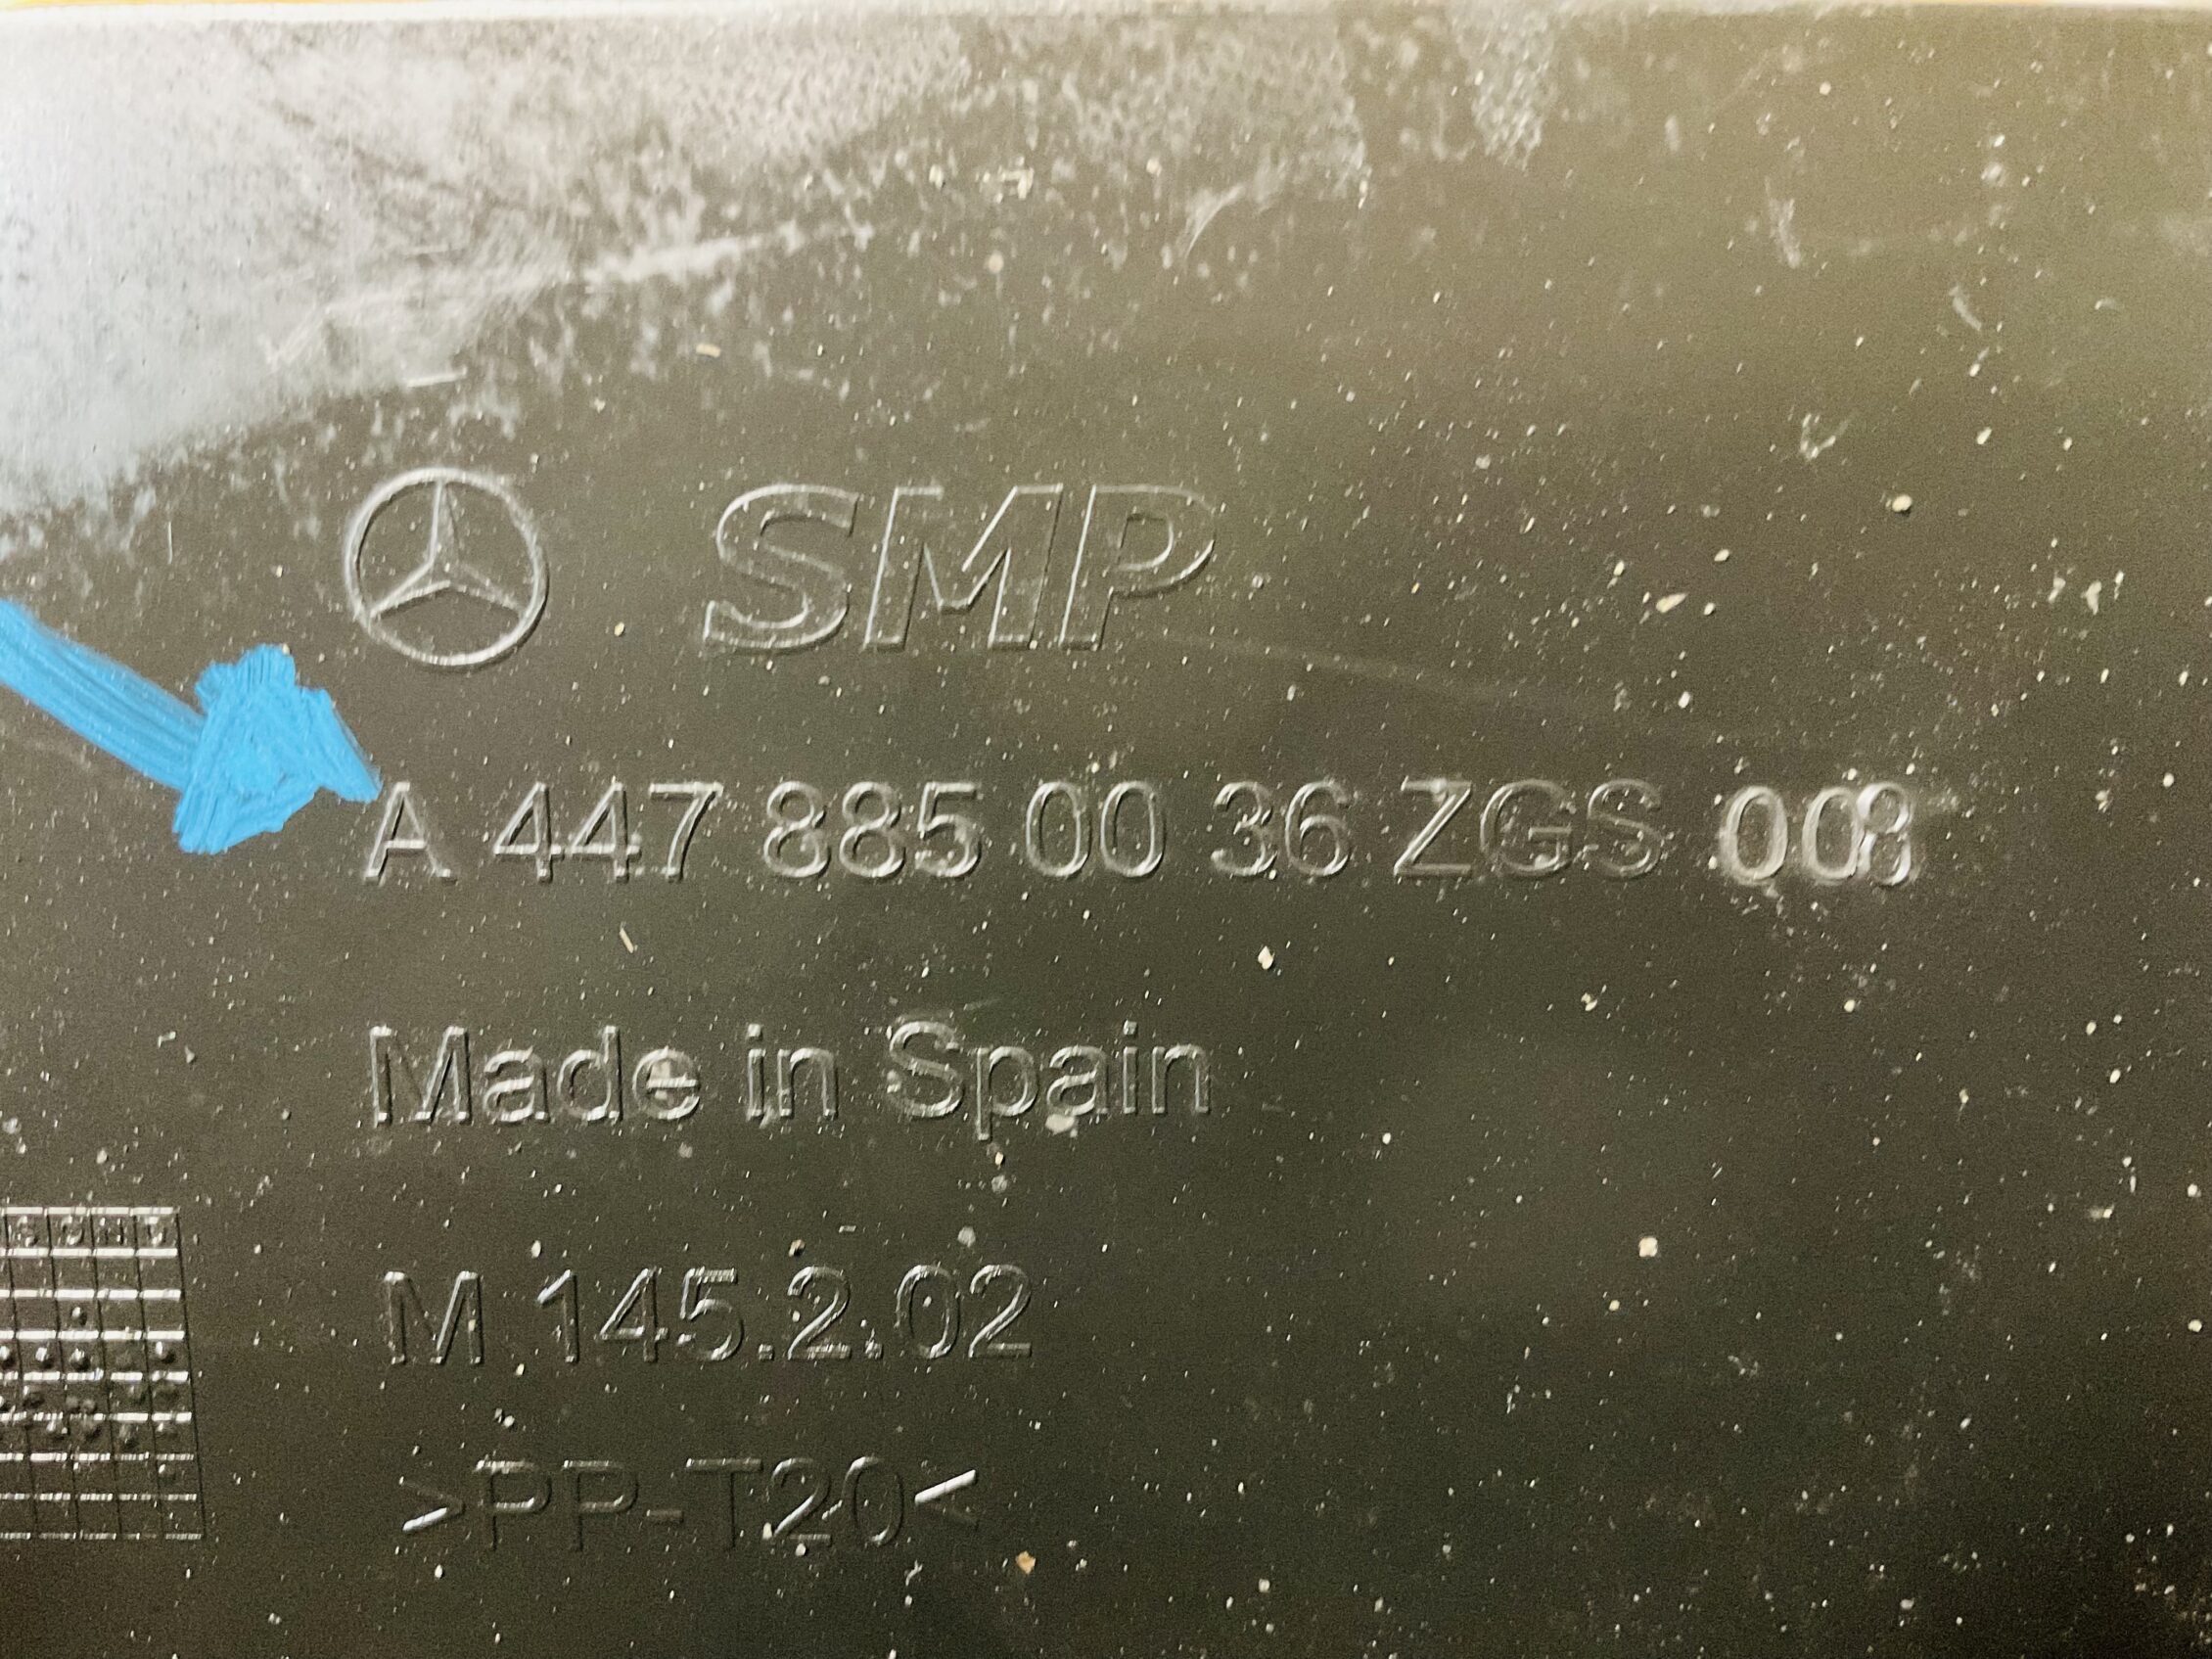 SMP
A 447 885 00 36 ZGS 008
Made in Spain
M 145.2.02
>PP-T20<